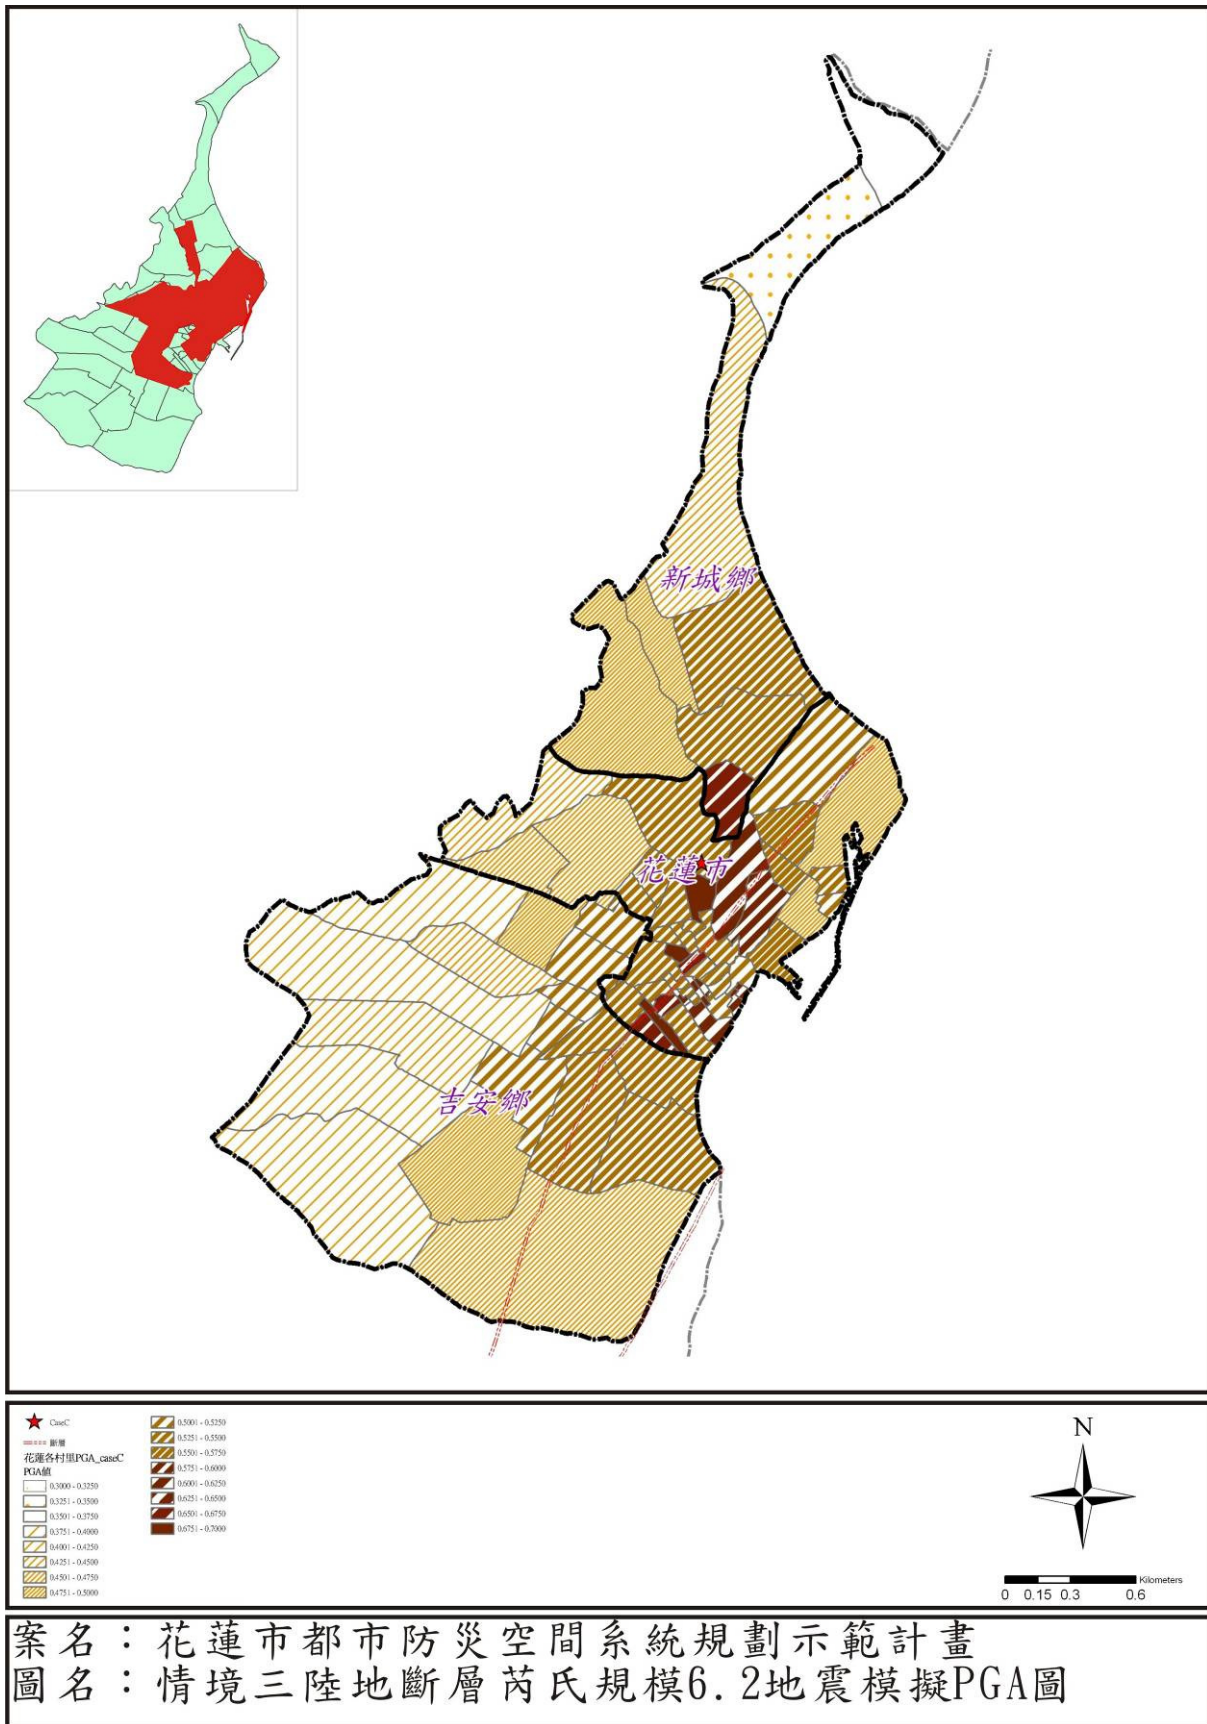 新城鄉
花蓮市
吉安鄉
CaseC
斷層
花蓮各村里PGA_caseC
PGA值
0.3000 - 0.3250
0.3251 - 0.3500
0.3501 - 0.3750
0.3751 - 0.4000
0.4001 - 0.4250
0.4251 - 0.4500
0.4501 - 0.4750
0.4751 - 0.5000
0.5001 - 0.5250
0.5251 - 0.5500
0.5501 - 0.5750
0.5751 - 0.6000
0.6001 - 0.6250
0.6251 - 0.6500
0.6501 - 0.6750
0.6751 - 0.7000
N
Kilometers
0 0.15 0.3 0.6
案名：花蓮市都市防災空間系統規劃示範計畫
圖名：情境三陸地斷層芮氏規模6.2地震模擬PGA圖